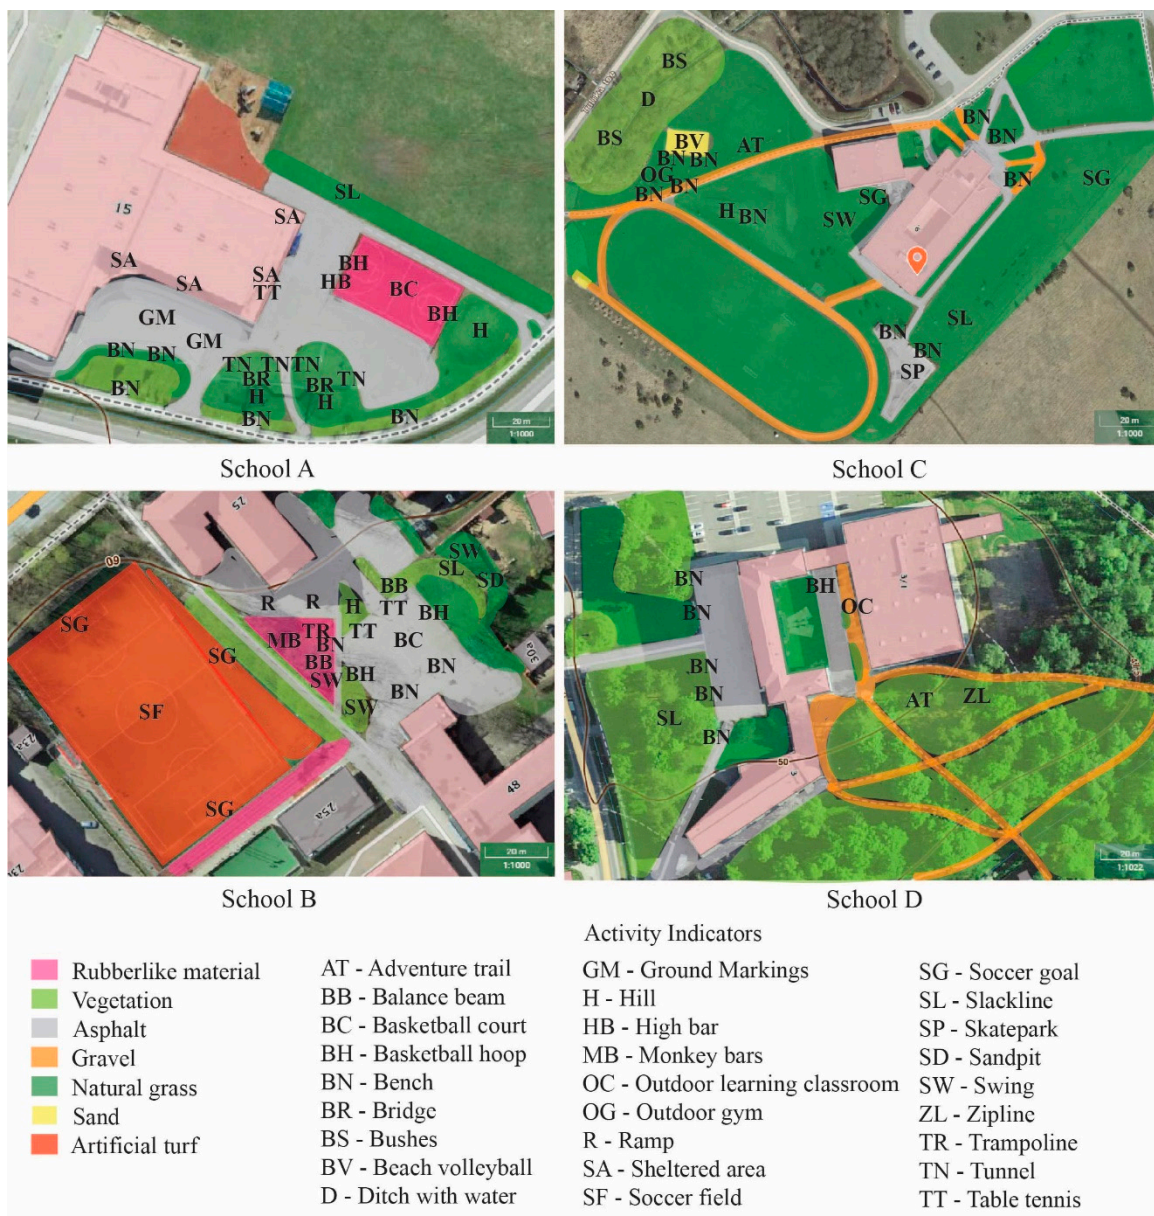 SL
SA
SA
SA
SA
TT
15
BH
HB
BC
BH
H
GM
GM
BN
BN
BN
TN
TN
TN
TN
BR
BR
H
H
BN
BN
20 m
1:1000
School A
BS
D
BS
BV
BN
BN
OG
BN
BN
AT
H
BN
SW
SG
BN
BN
BN
SG
SL
BN
BN
SP
20 m
1:1000
School C
60
25
SG
SG
SF
SG
R
R
H
MB
TR
BN
BB
SW
TT
BH
SW
BB
TT
BC
BN
BN
SW
SL
SD
BH
30a
23a
25a
48
20 m
1:1000
School B
BN
BN
BN
BN
BN
SL
BH
OC
AT
ZL
50
20 m
1:1022
School D
Activity Indicators
Rubberlike material
Vegetation
Asphalt
Gravel
Natural grass
Sand
Artificial turf
AT - Adventure trail
BB - Balance beam
BC - Basketball court
BH - Basketball hoop
BN - Bench
BR - Bridge
BS - Bushes
BV - Beach volleyball
D - Ditch with water
GM - Ground Markings
H - Hill
HB - High bar
MB - Monkey bars
OC - Outdoor learning classroom
OG - Outdoor gym
R - Ramp
SA - Sheltered area
SF - Soccer field
SG - Soccer goal
SL - Slackline
SP - Skatepark
SD - Sandpit
SW - Swing
ZL - Zipline
TR - Trampoline
TN - Tunnel
TT - Table tennis